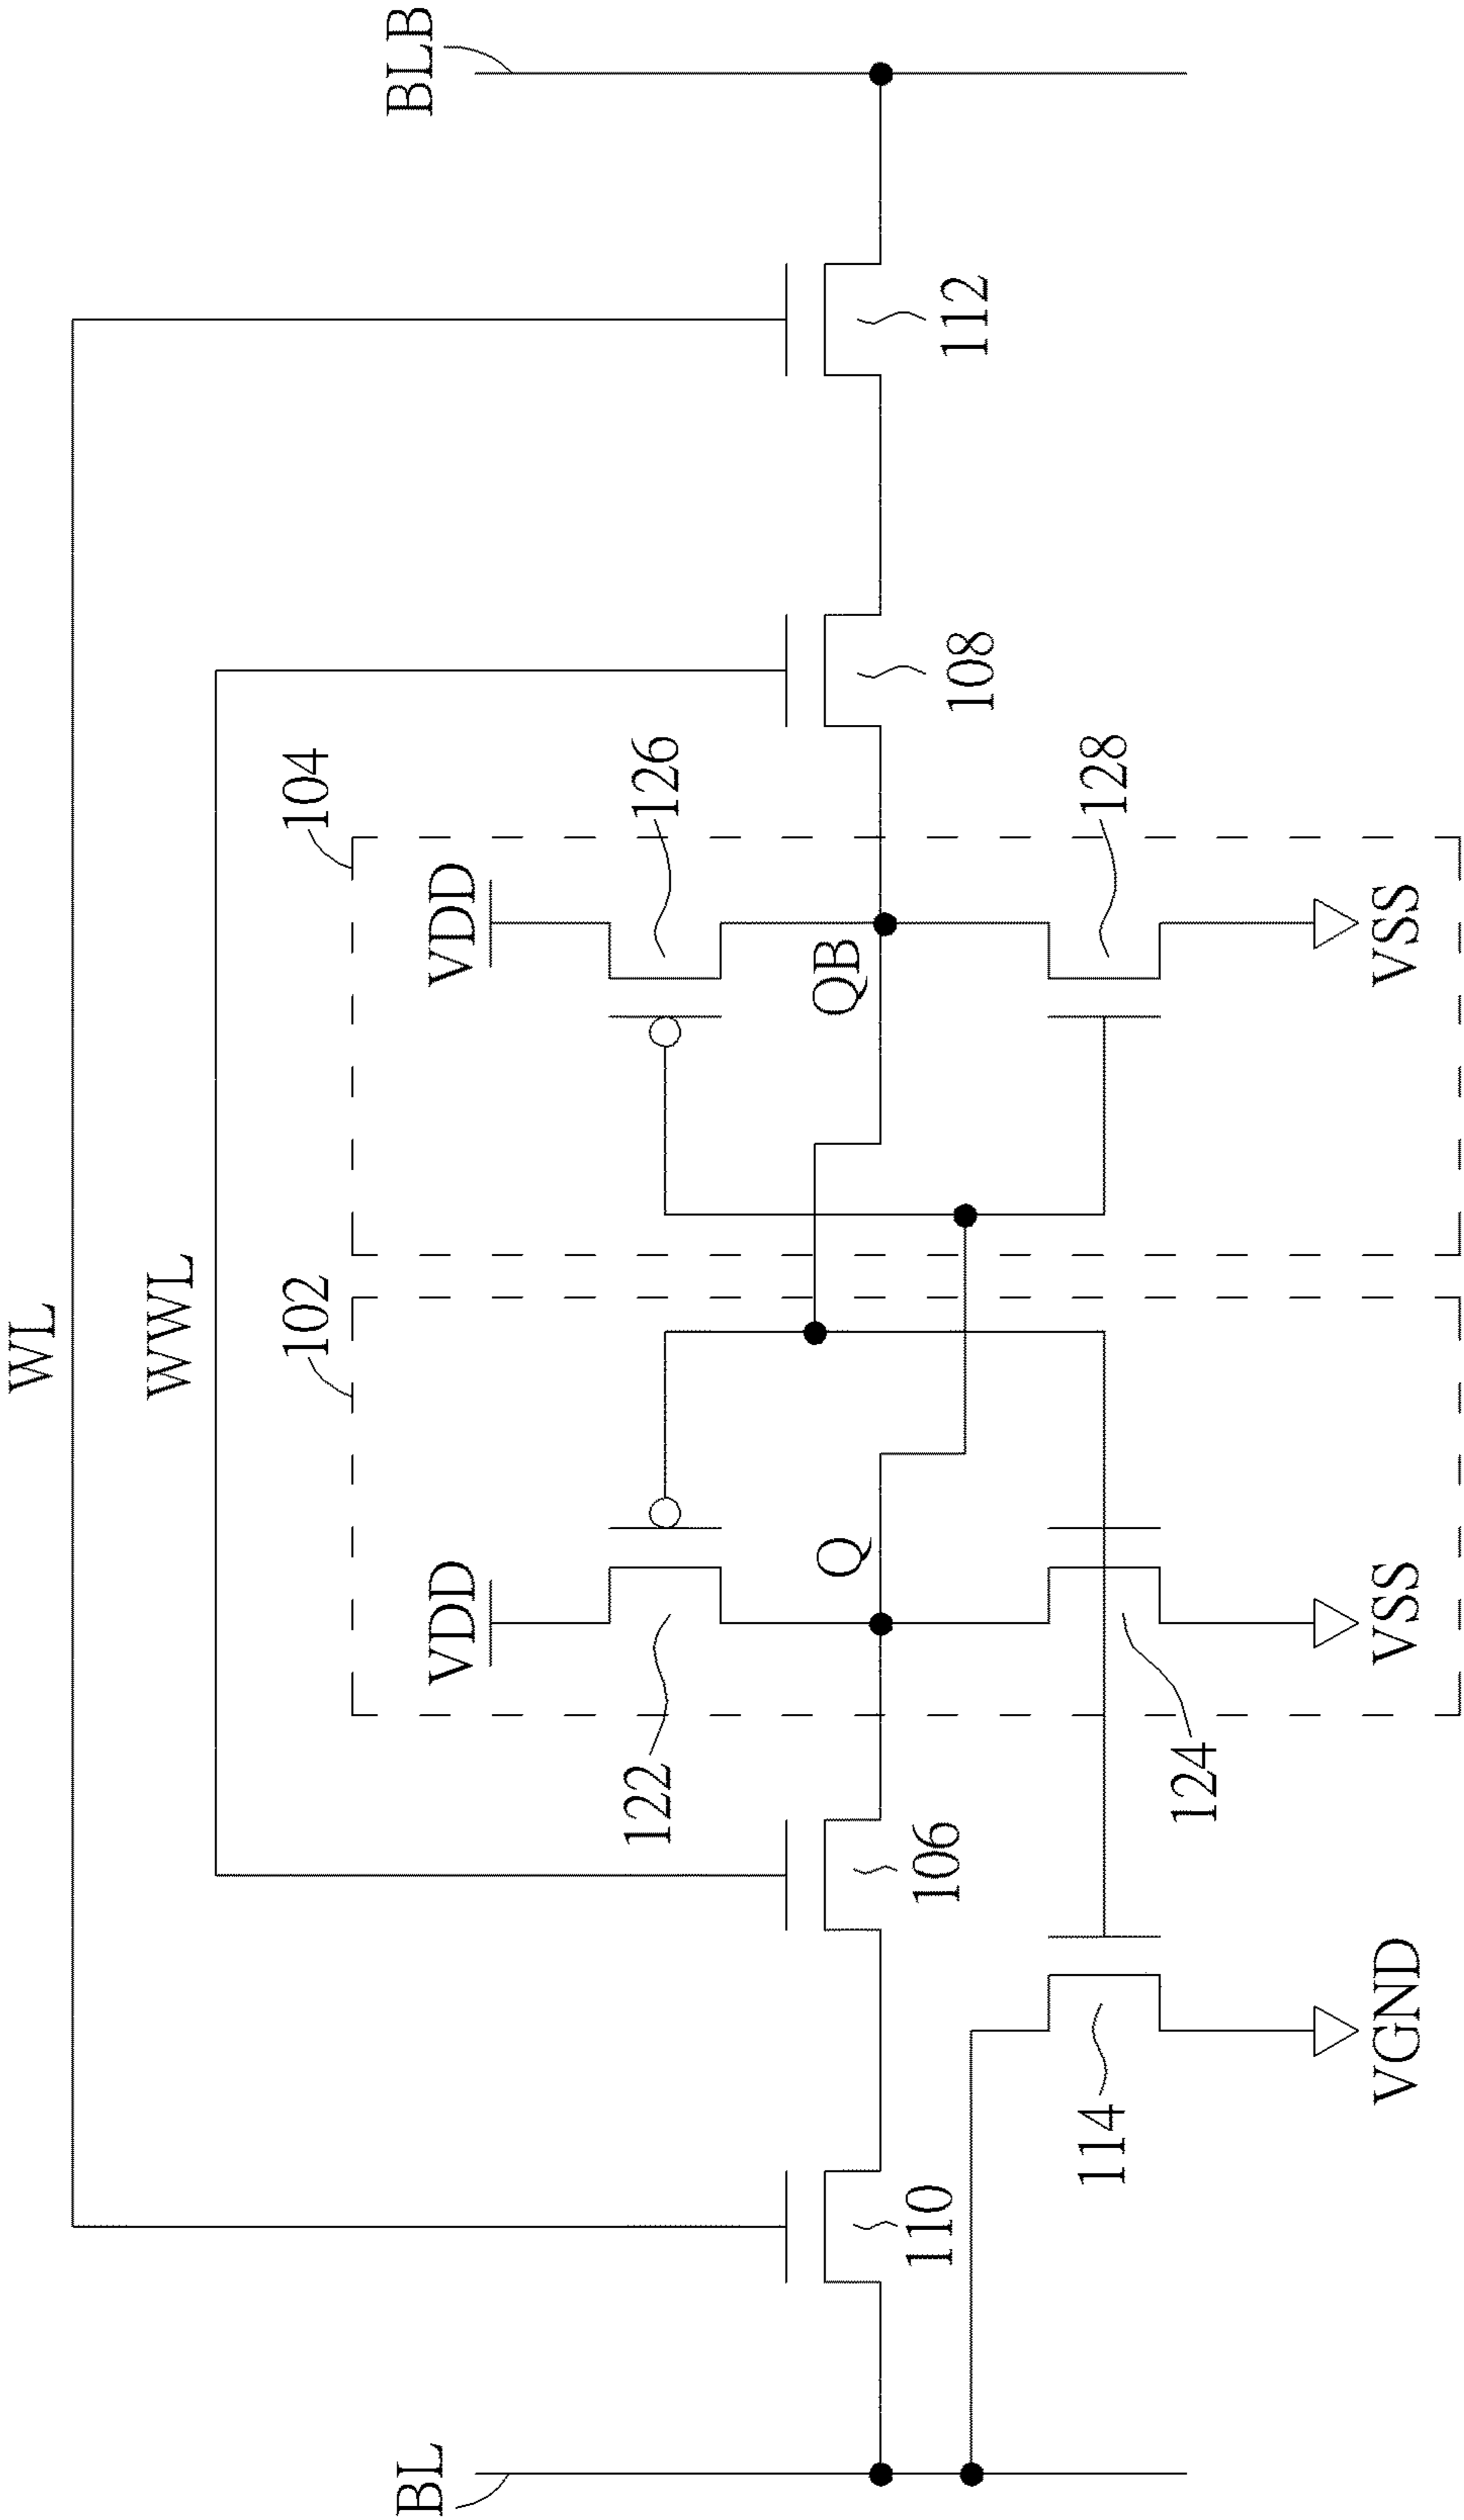 WL
WWL
102
104
BL
BLB
VDD
VDD
122
126
Q
QB
110
106
108
112
114
124
128
VGND
VSS
VSS